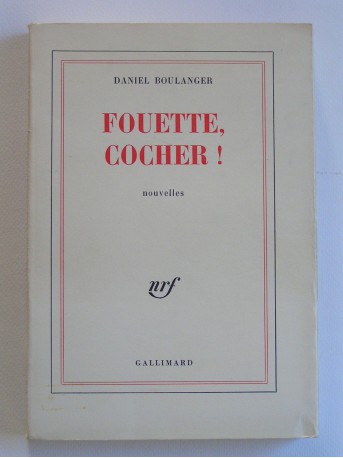 DANIEL BOULANGER
FOUETTE,
COCHER !
nouvelles
nrf
GALLIMARD